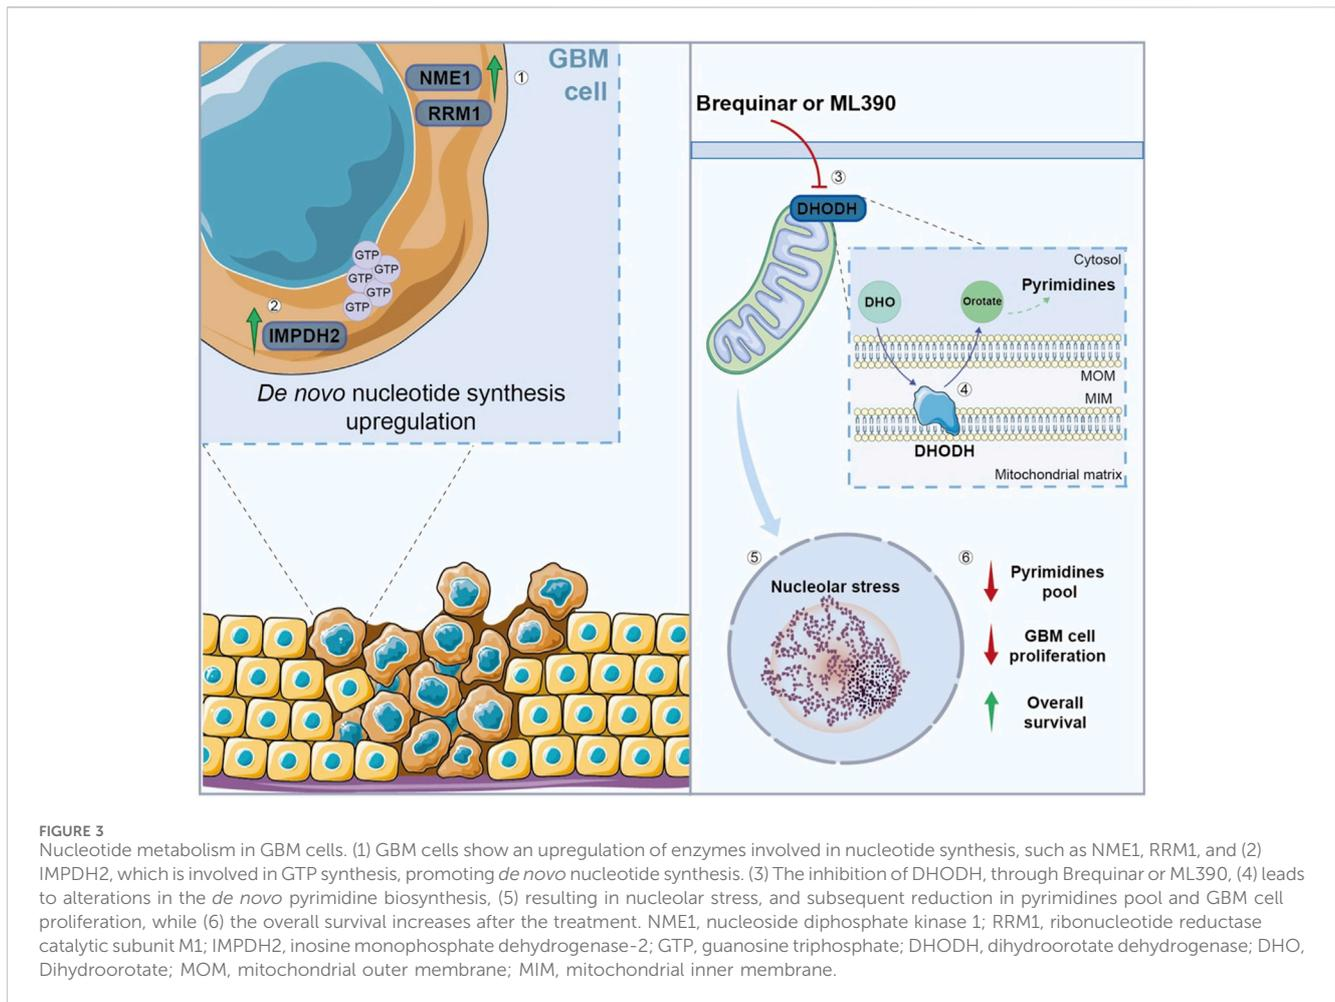 GBM
cell
NME1
①
RRM1
GTP
GTP
GTP
GTP
GTP
②
IMPDH2
De novo nucleotide synthesis
upregulation
Brequinar or ML390
③
DHODH
Cytosol
DHO
Orotate
Pyrimidines
MOM
④
MIM
DHODH
Mitochondrial matrix
⑤
Nucleolar stress
⑥
Pyrimidines
pool
GBM cell
proliferation
Overall
survival
FIGURE 3
Nucleotide metabolism in GBM cells. (1) GBM cells show an upregulation of enzymes involved in nucleotide synthesis, such as NME1, RRM1, and (2)
IMPDH2, which is involved in GTP synthesis, promoting de novo nucleotide synthesis. (3) The inhibition of DHODH, through Brequinar or ML390, (4) leads
to alterations in the de novo pyrimidine biosynthesis, (5) resulting in nucleolar stress, and subsequent reduction in pyrimidines pool and GBM cell
proliferation, while (6) the overall survival increases after the treatment. NME1, nucleoside diphosphate kinase 1; RRM1, ribonucleotide reductase
catalytic subunit M1; IMPDH2, inosine monophosphate dehydrogenase-2; GTP, guanosine triphosphate; DHODH, dihydroorotate dehydrogenase; DHO,
Dihydroorotate; MOM, mitochondrial outer membrane; MIM, mitochondrial inner membrane.